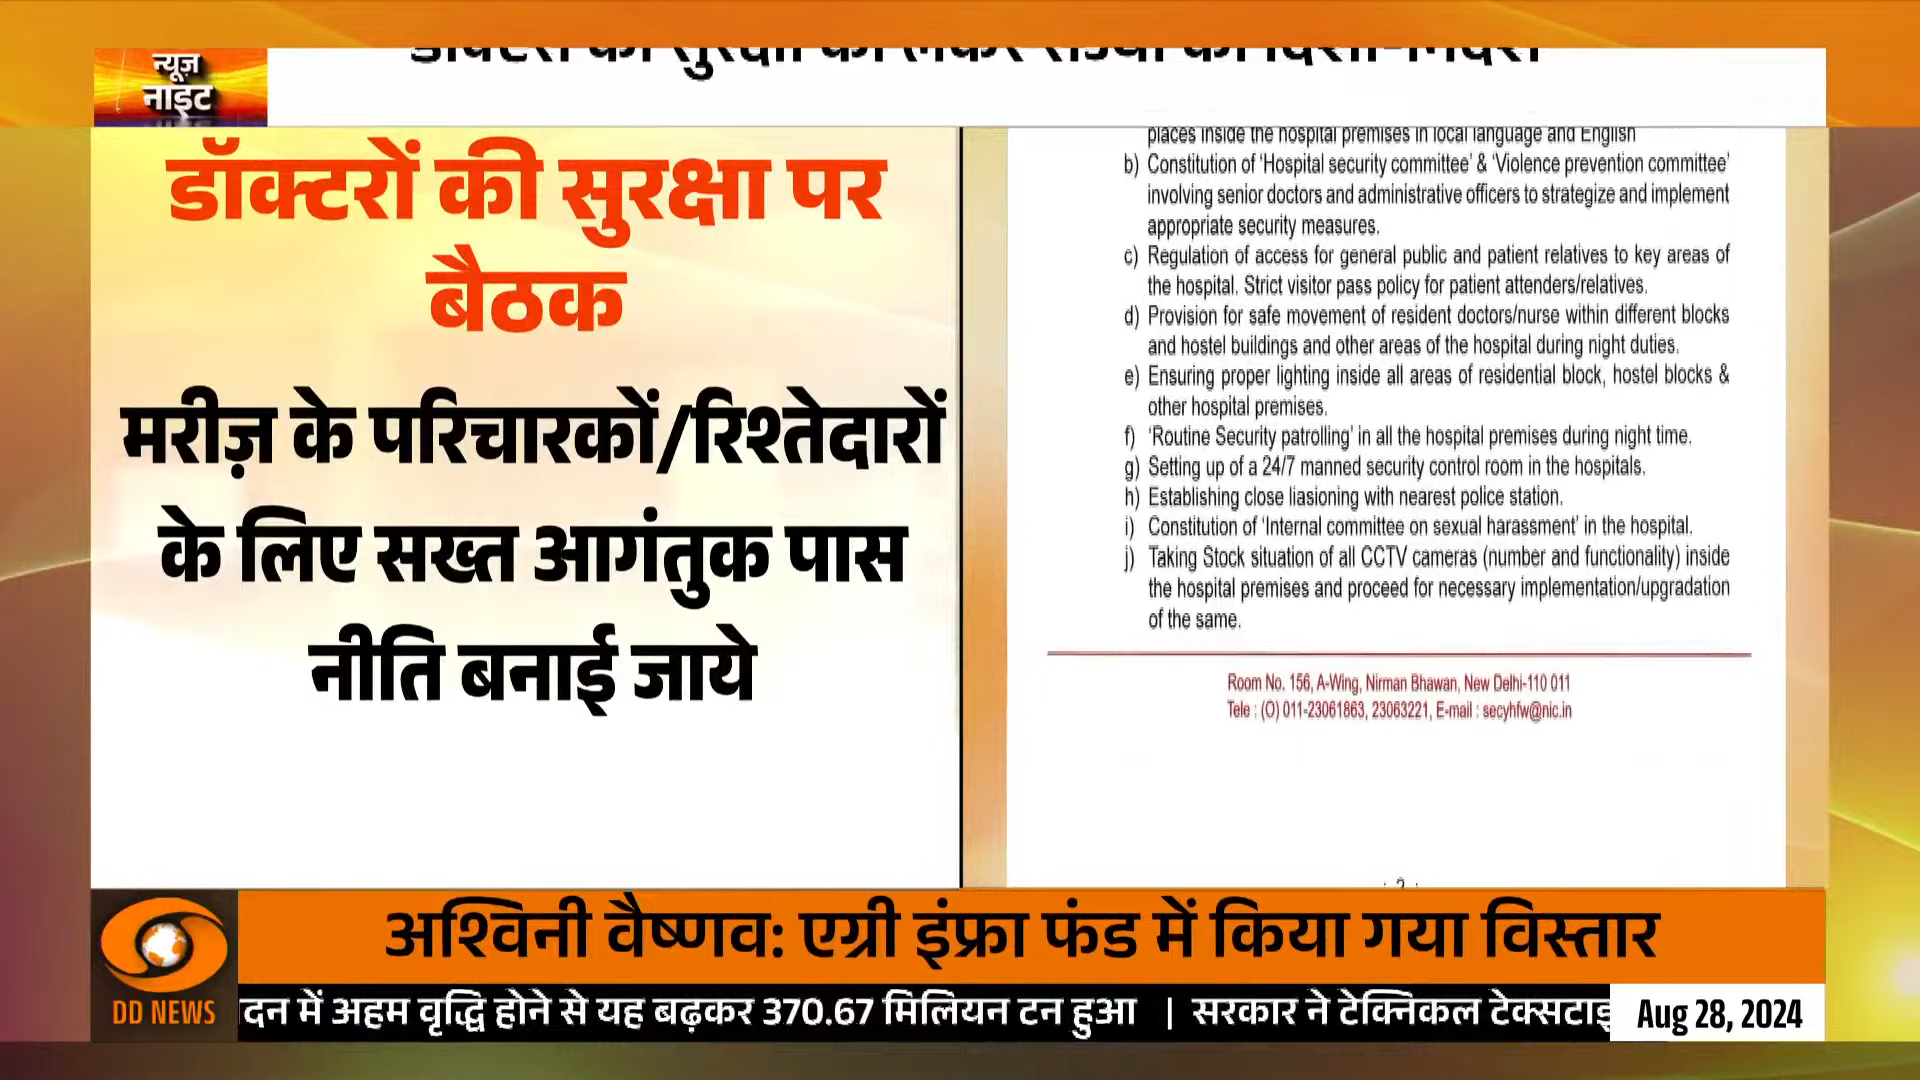 न्यूज़
नाइट
डॉक्टरों की सुरक्षा को लेकर राज्यों को दिशा-निर्देश
डॉक्टरों की सुरक्षा पर
बैठक
मरीज़ के परिचारकों/रिश्तेदारों
के लिए सख्त आगंतुक पास
नीति बनाई जाये
places inside the hospital premises in local language and English
b) Constitution of 'Hospital security committee' & 'Violence prevention committee'
involving senior doctors and administrative officers to strategize and implement
appropriate security measures.
c) Regulation of access for general public and patient relatives to key areas of
the hospital. Strict visitor pass policy for patient attenders/relatives.
d) Provision for safe movement of resident doctors/nurse within different blocks
and hostel buildings and other areas of the hospital during night duties.
e) Ensuring proper lighting inside all areas of residential block, hostel blocks &
other hospital premises.
f) 'Routine Security patrolling' in all the hospital premises during night time.
g) Setting up of a 24/7 manned security control room in the hospitals.
h) Establishing close liasioning with nearest police station.
i) Constitution of 'Internal committee on sexual harassment' in the hospital.
j) Taking Stock situation of all CCTV cameras (number and functionality) inside
the hospital premises and proceed for necessary implementation/upgradation
of the same.
Room No. 156, A-Wing, Nirman Bhawan, New Delhi-110 011
Tele : (O) 011-23061863, 23063221, E-mail : secyhfw@nic.in
अश्विनी वैष्णव: एग्री इंफ्रा फंड में किया गया विस्तार
DD NEWS
दन में अहम वृद्धि होने से यह बढ़कर 370.67 मिलियन टन हुआ | सरकार ने टेक्निकल टेक्सटाइ
Aug 28, 2024